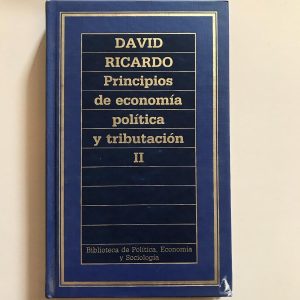 DAVID
RICARDO
Principios
de economía
política
y tributación
II
Biblioteca de Política, Economía
y Sociología